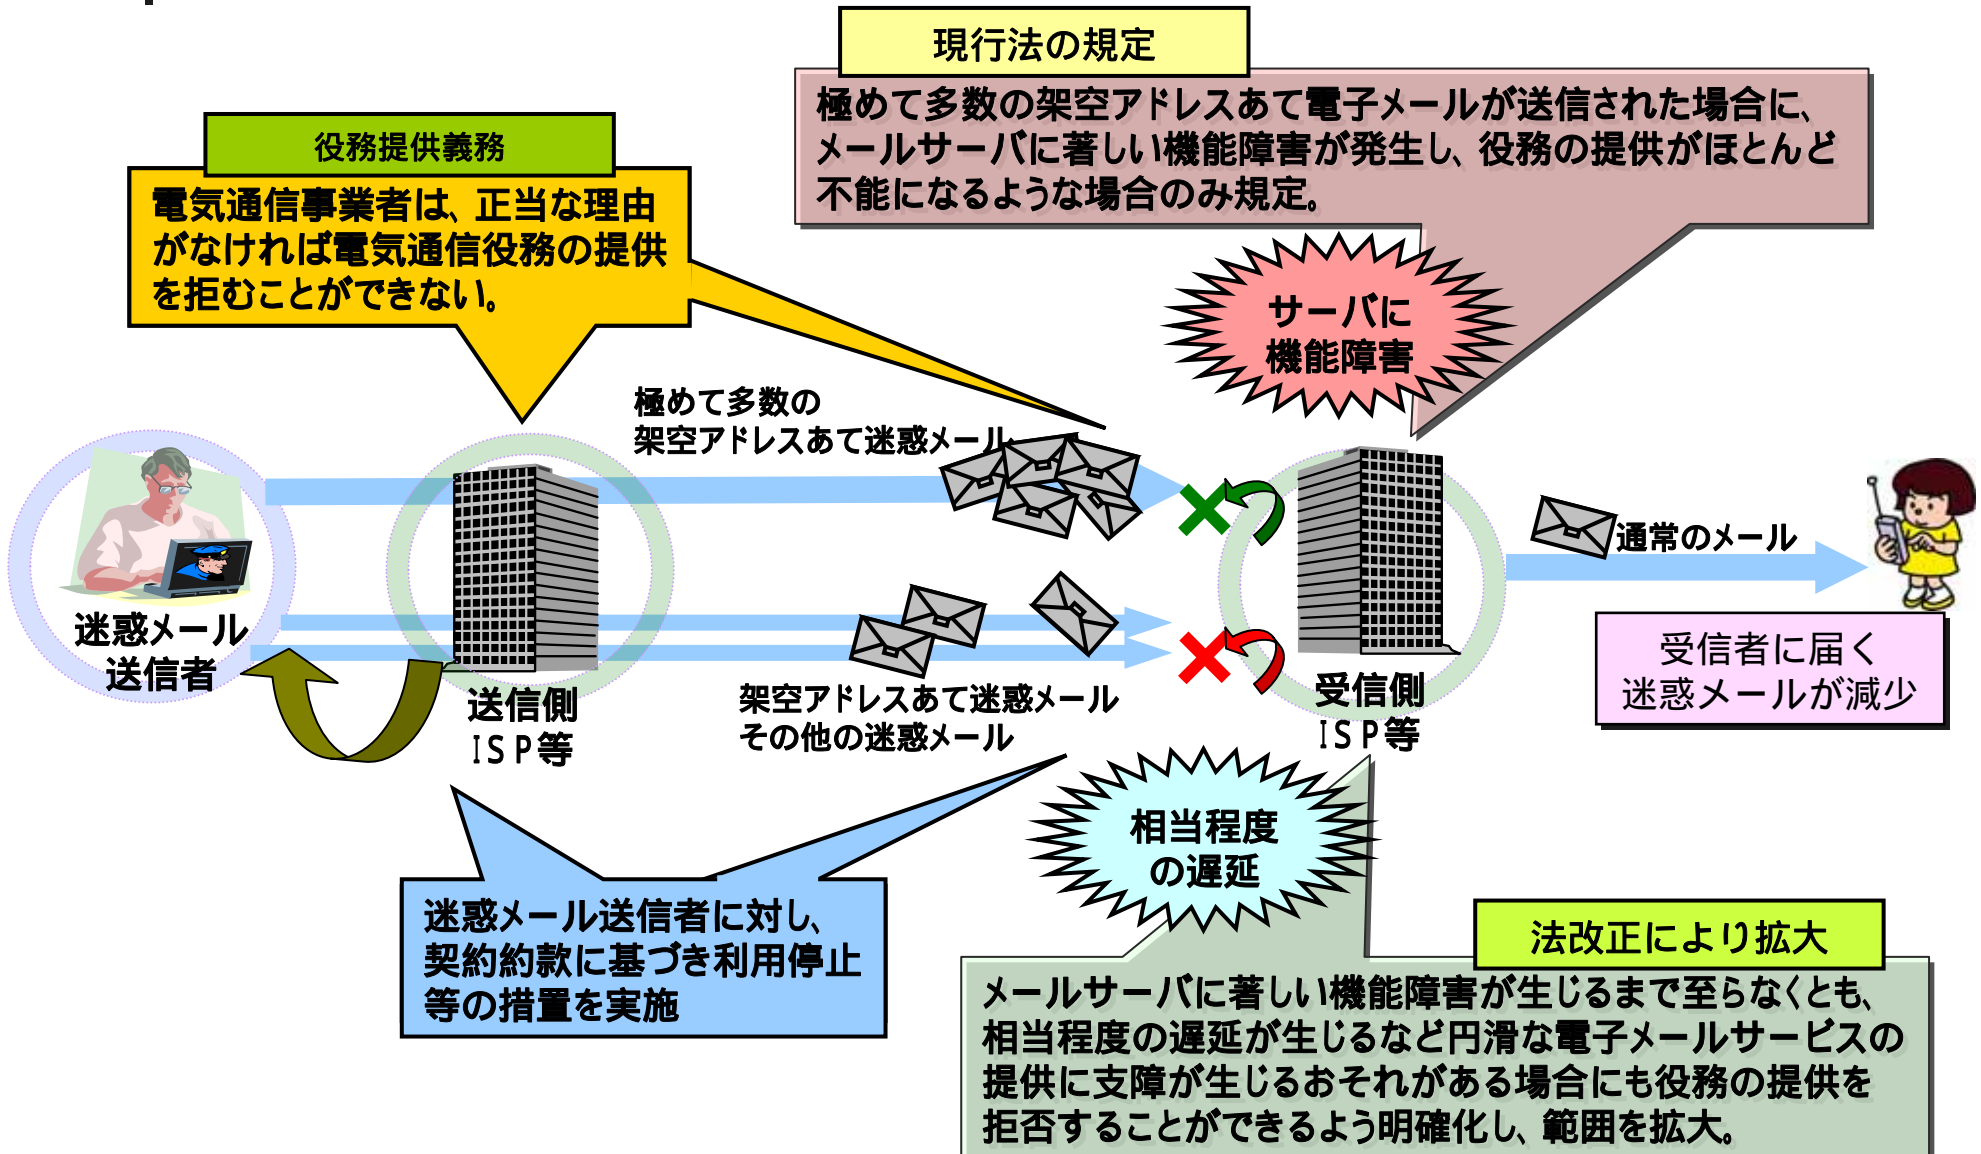 現行法の規定
極めて多数の架空アドレスあて電子メールが送信された場合に、
メールサーバに著しい機能障害が発生し、役務の提供がほとんど
不能になるような場合のみ規定。
役務提供義務
電気通信事業者は、正当な理由
がなければ電気通信役務の提供
を拒むことができない。
サーバに
機能障害
極めて多数の
架空アドレスあて迷惑メール
迷惑メール
送信者
送信側
ISP等
架空アドレスあて迷惑メール
その他の迷惑メール
受信側
ISP等
通常のメール
受信者に届く
迷惑メールが減少
相当程度
の遅延
迷惑メール送信者に対し、
契約約款に基づき利用停止
等の措置を実施
法改正により拡大
メールサーバに著しい機能障害が生じるまで至らなくとも、
相当程度の遅延が生じるなど円滑な電子メールサービスの
提供に支障が生じるおそれがある場合にも役務の提供を
拒否することができるよう明確化し、範囲を拡大。